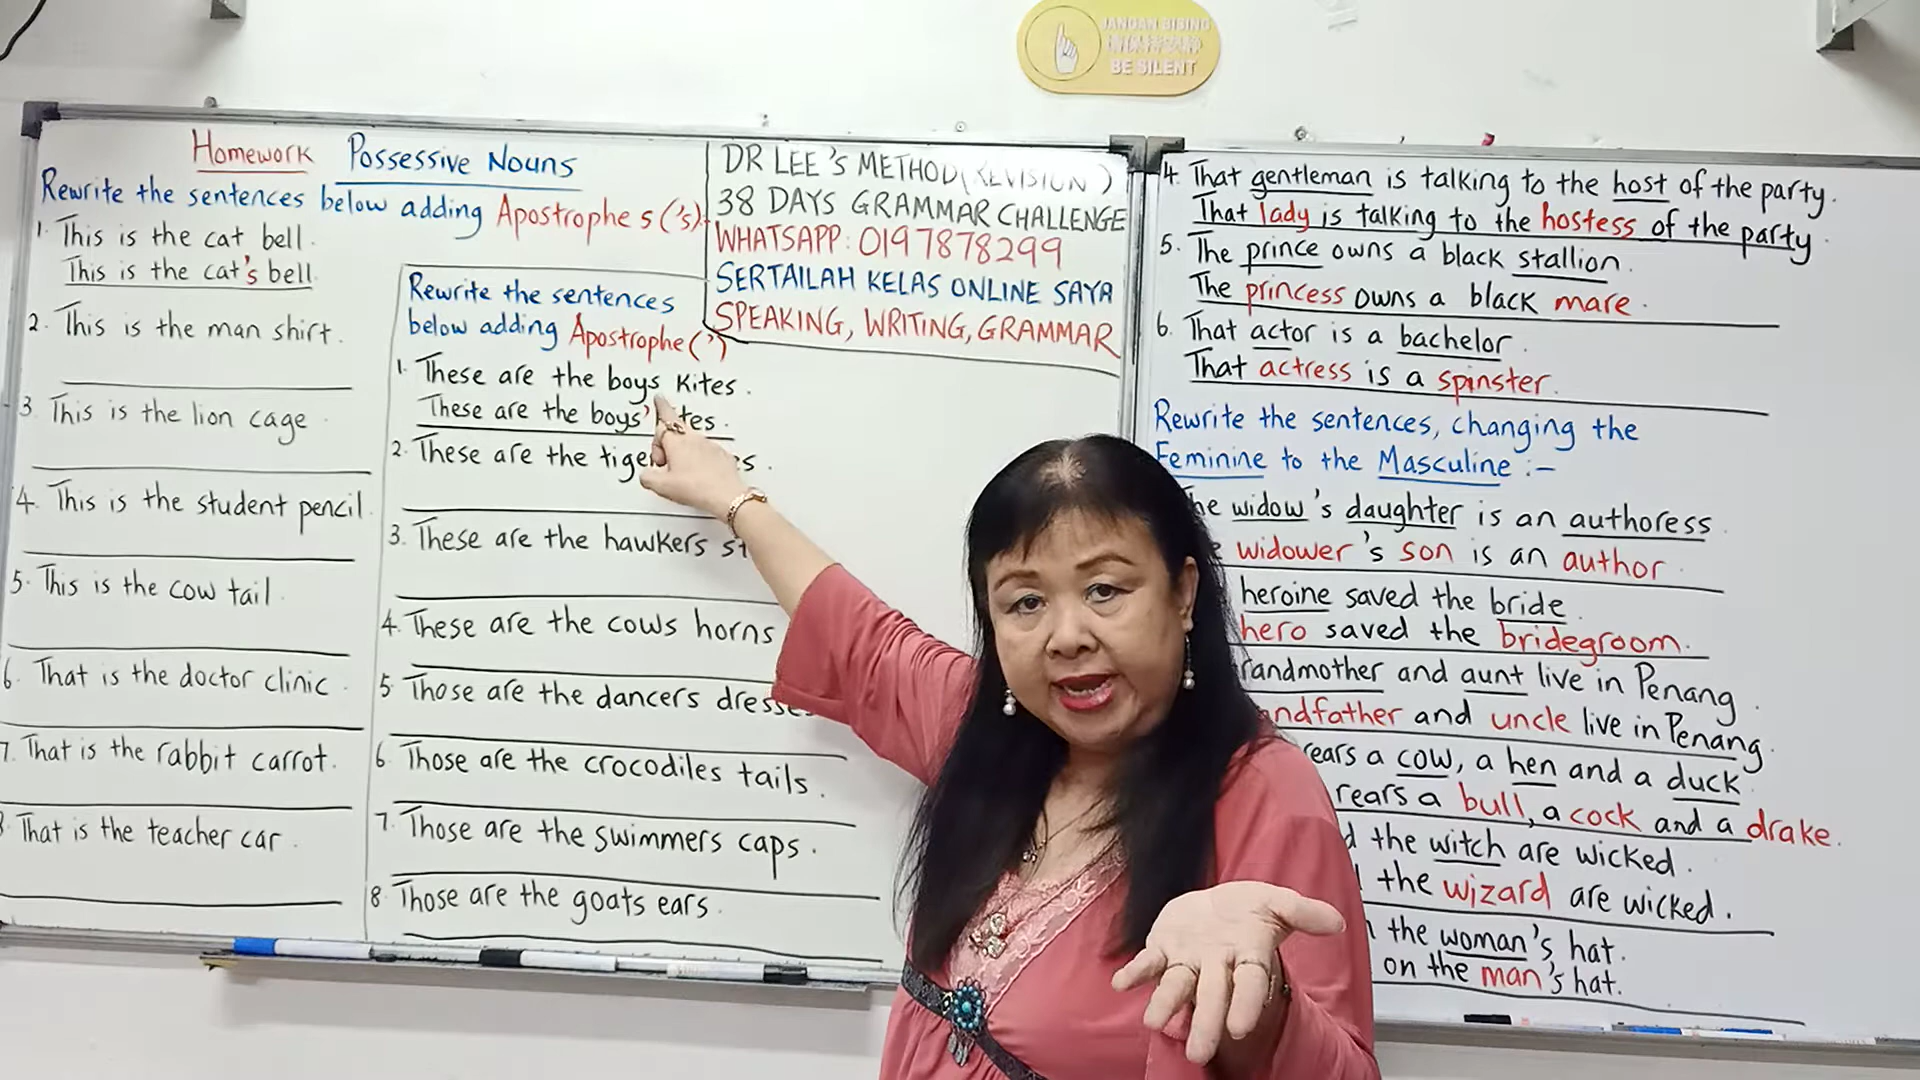 JANGAN BISING
BE SILENT
Homework Possessive Nouns
Rewrite the sentences below adding Apostrophe s ('s)
1. This is the cat bell.
This is the cat's bell.
2. This is the man shirt.
3. This is the lion cage.
4. This is the student pencil.
5. This is the cow tail.
6. That is the doctor clinic.
7. That is the rabbit carrot.
That is the teacher car.
Rewrite the sentences
below adding Apostrophe (')
1. These are the boys kites.
These are the boys'
2. These are the
3. These are the hawkers
4. These are the cows horns
5. Those are the dancers
6. Those are the crocodiles tails.
7. Those are the swimmers caps.
8. Those are the goats ears.
DR LEE'S METHOD (REVISION)
38 DAYS GRAMMAR CHALLENGE
WHATSAPP: 0197878299
SERTAILAH KELAS ONLINE SAYA
SPEAKING, WRITING, GRAMMAR
4. That gentleman is talking to the host of the party.
That lady is talking to the hostess of the party.
5. The prince owns a black stallion.
The princess owns a black mare.
6. That actor is a bachelor.
That actress is a spinster.
Rewrite the sentences, changing the
Feminine to the Masculine :-
widow's daughter is an authoress.
widower's son is an author.
heroine saved the bride.
hero saved the bridegroom.
and aunt live in Penang.
and uncle live in Penang.
a cow, a hen and a duck.
rears a bull, a cock and a drake.
the witch are wicked.
the wizard are wicked.
the woman's hat.
on the man's hat.